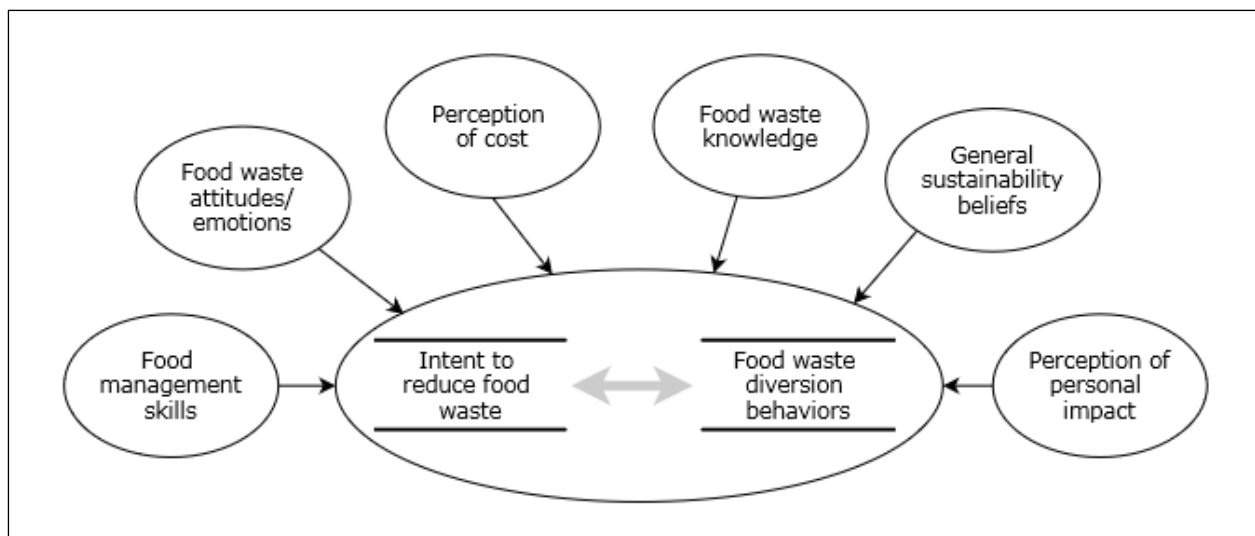 Perception
of cost
Food waste
knowledge
Food waste
attitudes/
emotions
General
sustainability
beliefs
Food
management
skills
Intent to
reduce food
waste
Food waste
diversion
behaviors
Perception of
personal
impact